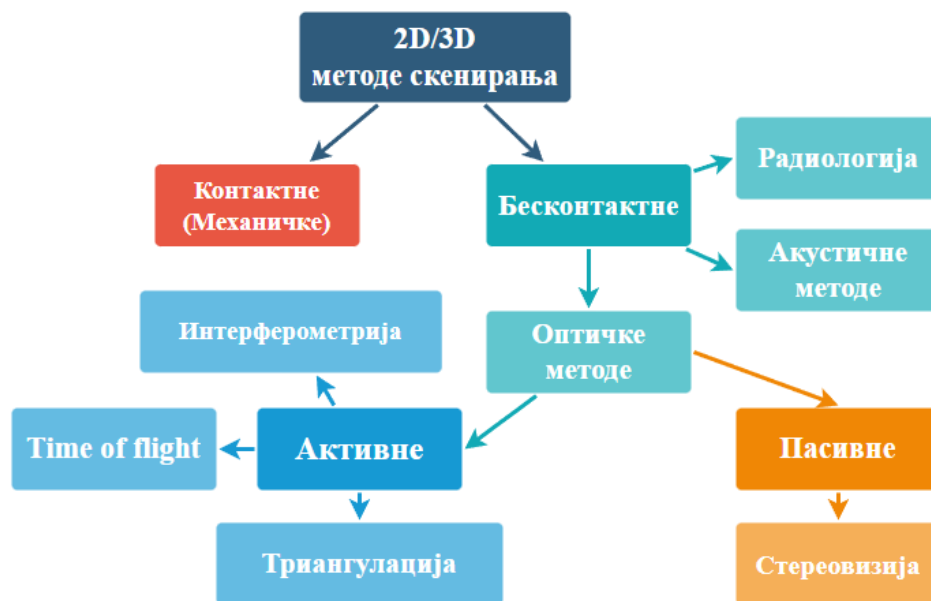 2D/3D
методе скенирања
Контактне
(Механичке)
Бесконтактне
Радиологија
Акустичне
методе
Оптичке
методе
Интерферометрија
Time of flight
Активне
Пасивне
Триангулација
Стереовизија